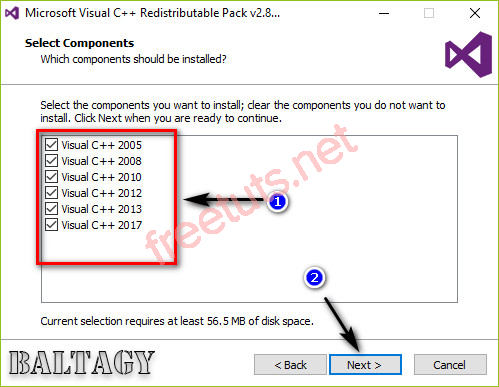 Microsoft Visual C++ Redistributable Pack v2.8...
Select Components
Which components should be installed?
Select the components you want to install; clear the components you do not want to
install. Click Next when you are ready to continue.
Visual C++ 2005
Visual C++ 2008
Visual C++ 2010
Visual C++ 2012
Visual C++ 2013
Visual C++ 2017
1
freetuts.net
2
Current selection requires at least 56.5 MB of disk space.
BALTAGY
< Back
Next >
Cancel